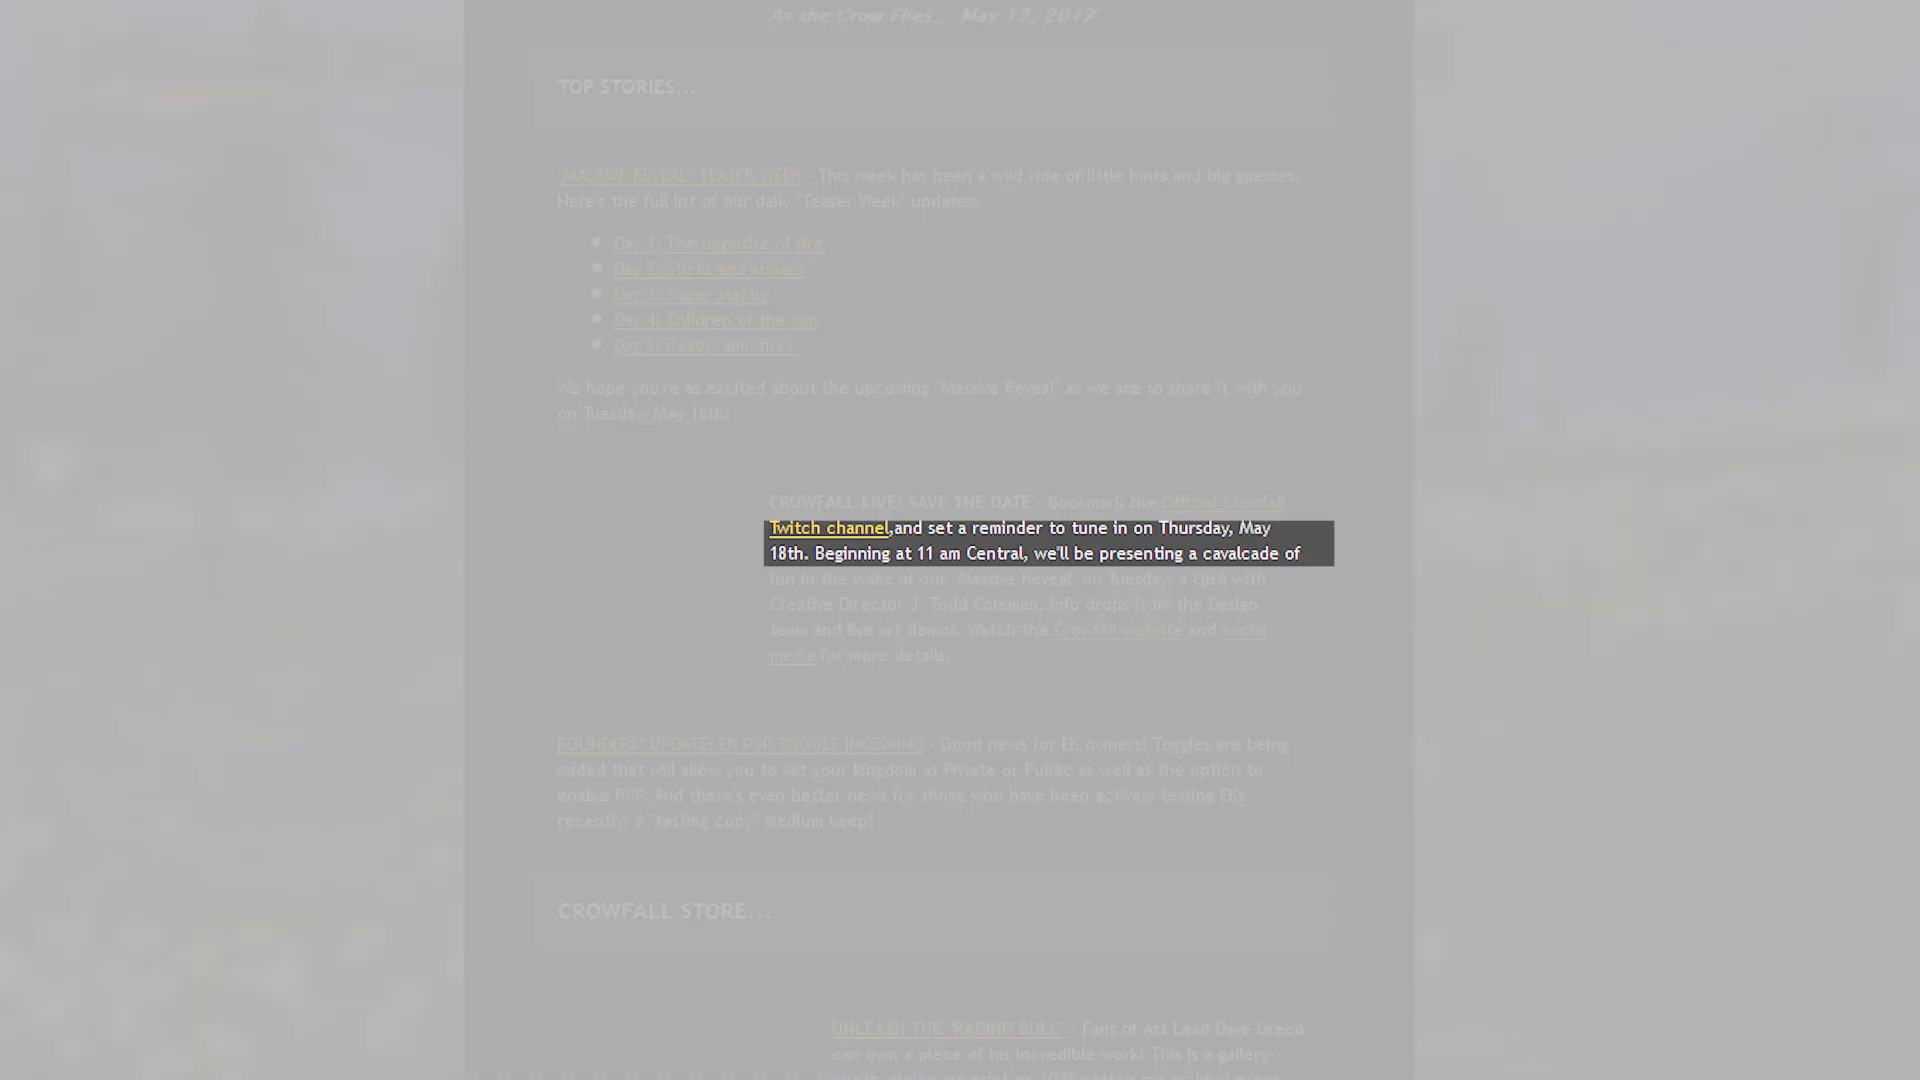 As the Crow Flies... May 12, 2017
TOP STORIES...
"MASSIVE REVEAL" TEASER WEEK - This week has been a wild ride of little hints and big guesses.
Here's the full list of our daily "Teaser Week" updates:
Day 1: The opposite of fire
Day 2: Sticks and stones
Day 3: Super stabby
Day 4: Children of the sun
Day 5: Ready, aim, fire!
We hope you're as excited about the upcoming "Massive Reveal" as we are to share it with you
on Tuesday, May 16th!
CROWFALL LIVE! SAVE THE DATE - Bookmark the Official Crowfall
Twitch channel,and set a reminder to tune in on Thursday, May
18th. Beginning at 11 am Central, we'll be presenting a cavalcade of
fun in the wake of our "Massive Reveal" on Tuesday, a Q&A with
Creative Director J. Todd Coleman, info drops from the Design
team and live art demos. Watch the Crowfall website and social
media for more details.
FOUNDERS' UPDATE: EK PVP TOGGLE INCOMING - Good news for EK owners! Toggles are being
added that will allow you to set your kingdom as Private or Public as well as the option to
enable PVP. And there's even better news for those who have been actively testing EKs
recently: a "testing copy" medium keep!
CROWFALL STORE...
UNLEASH THE "RAGING BULL" - Fans of Art Lead Dave Greco
can own a piece of his incredible work! This is a gallery-